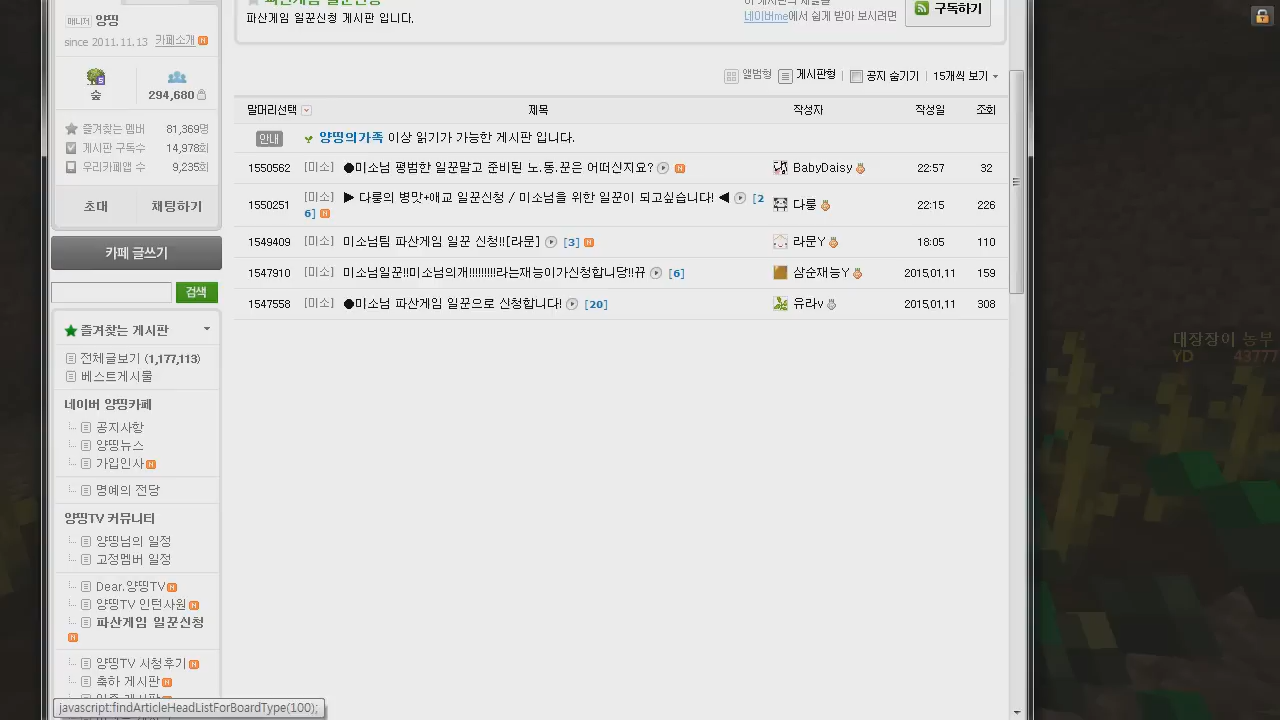 매니저 양띵
since 2011.11.13 카페소개 N
숲
294,680
즐겨찾는 멤버 81,369명
게시판 구독수 14,978회
우리카페앱 수 9,235회
초대 채팅하기
카페 글쓰기
검색
즐겨찾는 게시판
전체글보기 (1,177,113)
베스트게시물
네이버 양띵카페
공지사항
양띵뉴스
가입인사 N
명예의 전당
양띵TV 커뮤니티
양띵님의 일정
고정멤버 일정
Dear.양띵TV N
양띵TV 인턴사원 N
파산게임 일꾼신청
N
양띵TV 시청후기 N
축하 게시판 N
javascript:findArticleHeadListForBoardType(100);
파산게임 일꾼신청
파산게임 일꾼신청 게시판 입니다.
네이버me에서 쉽게 받아 보시려면
구독하기
앨범형 게시판형 공지 숨기기 15개씩 보기
말머리선택 제목 작성자 작성일 조회
안내 양띵의가족 이상 읽기가 가능한 게시판 입니다.
1550562 [미소] ●미소님 평범한 일꾼말고 준비된 노.동.꾼은 어떠신지요? N BabyDaisy 22:57 32
1550251 [미소] ▶ 다롱의 병맛+애교 일꾼신청 / 미소님을 위한 일꾼이 되고싶습니다! ◀ [2
6] N 다롱 22:15 226
1549409 [미소] 미소님팀 파산게임 일꾼 신청!![라문] [3] N 라문Y 18:05 110
1547910 [미소] 미소님일꾼!!미소님의개!!!!!!!!!!라는재능이가신청합니당!!뀨 [6] 삼순재능Y 2015.01.11 159
1547558 [미소] ●미소님 파산게임 일꾼으로 신청합니다! [20] 유라v 2015.01.11 308
대장장이 농부
YD 43777